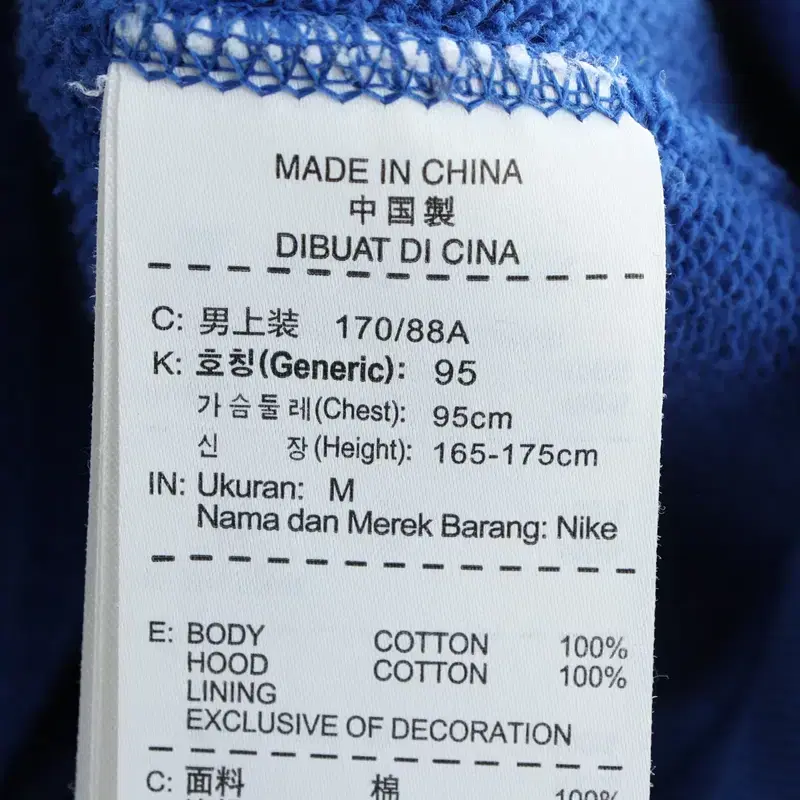 MADE IN CHINA
中国製
DIBUAT DI CINA
C: 男上装 170/88A
K: 호칭(Generic): 95
가슴둘레(Chest): 95cm
신 장(Height): 165-175cm
IN: Ukuran: M
Nama dan Merek Barang: Nike
E: BODY COTTON 100%
HOOD COTTON 100%
LINING
EXCLUSIVE OF DECORATION
C: 面料 棉 100%